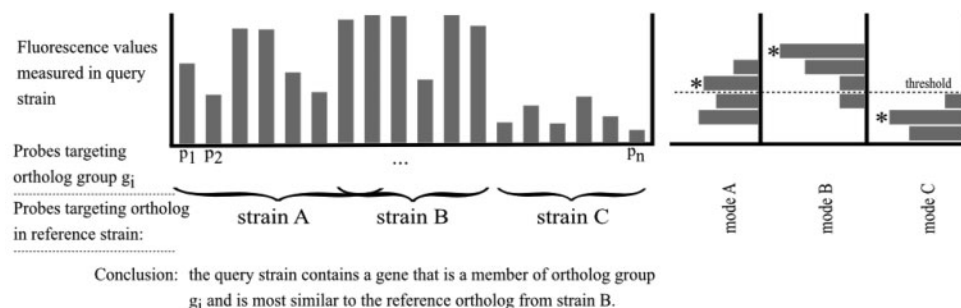 Fluorescence values
measured in query
strain
*
*
threshold
*
p1 p2
...
pn
Probes targeting
ortholog group gi
Probes targeting ortholog
in reference strain:
strain A
strain B
strain C
mode A
mode B
mode C
Conclusion: the query strain contains a gene that is a member of ortholog group
gi and is most similar to the reference ortholog from strain B.